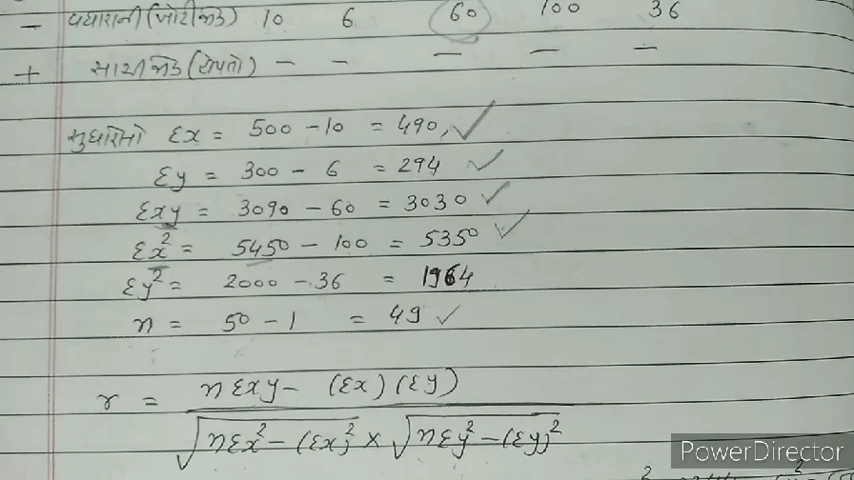 – વધારાની (ખોટી જોડ) 10 6 60 100 36
+ સાચી જોડ ( ) – – – – –
Σx = 500 - 10 = 490, ✓
Σy = 300 - 6 = 294 ✓
Σxy = 3090 - 60 = 3030 ✓
Σx² = 5450 - 100 = 5350 ✓
Σy² = 2000 - 36 = 1964
n = 50 - 1 = 49 ✓
r = nΣxy - (Σx)(Σy)
√nΣx² - (Σx)² × √nΣy² - (Σy)²
PowerDirector